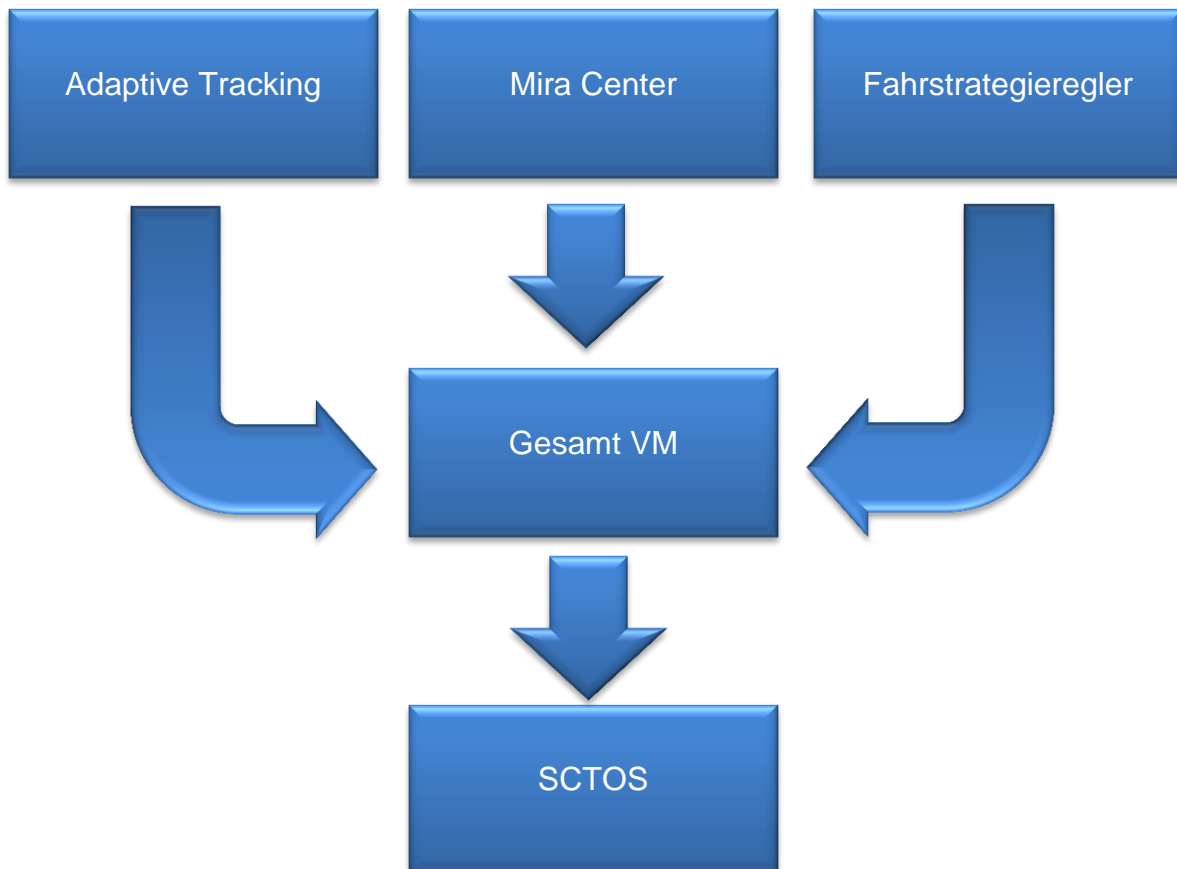 Adaptive Tracking
Mira Center
Fahrstrategieregler
Gesamt VM
SCTOS